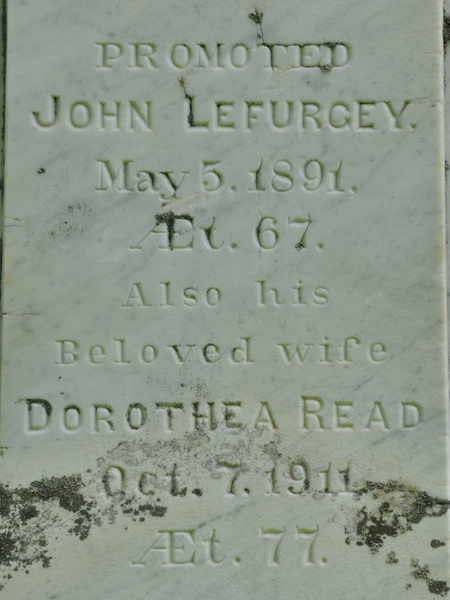 PROMOTED
JOHN LEFURGEY.
May 5. 1891.
Æt. 67.
Also his
Beloved wife
DOROTHEA READ
Oct. 7. 1911
Æt. 77.